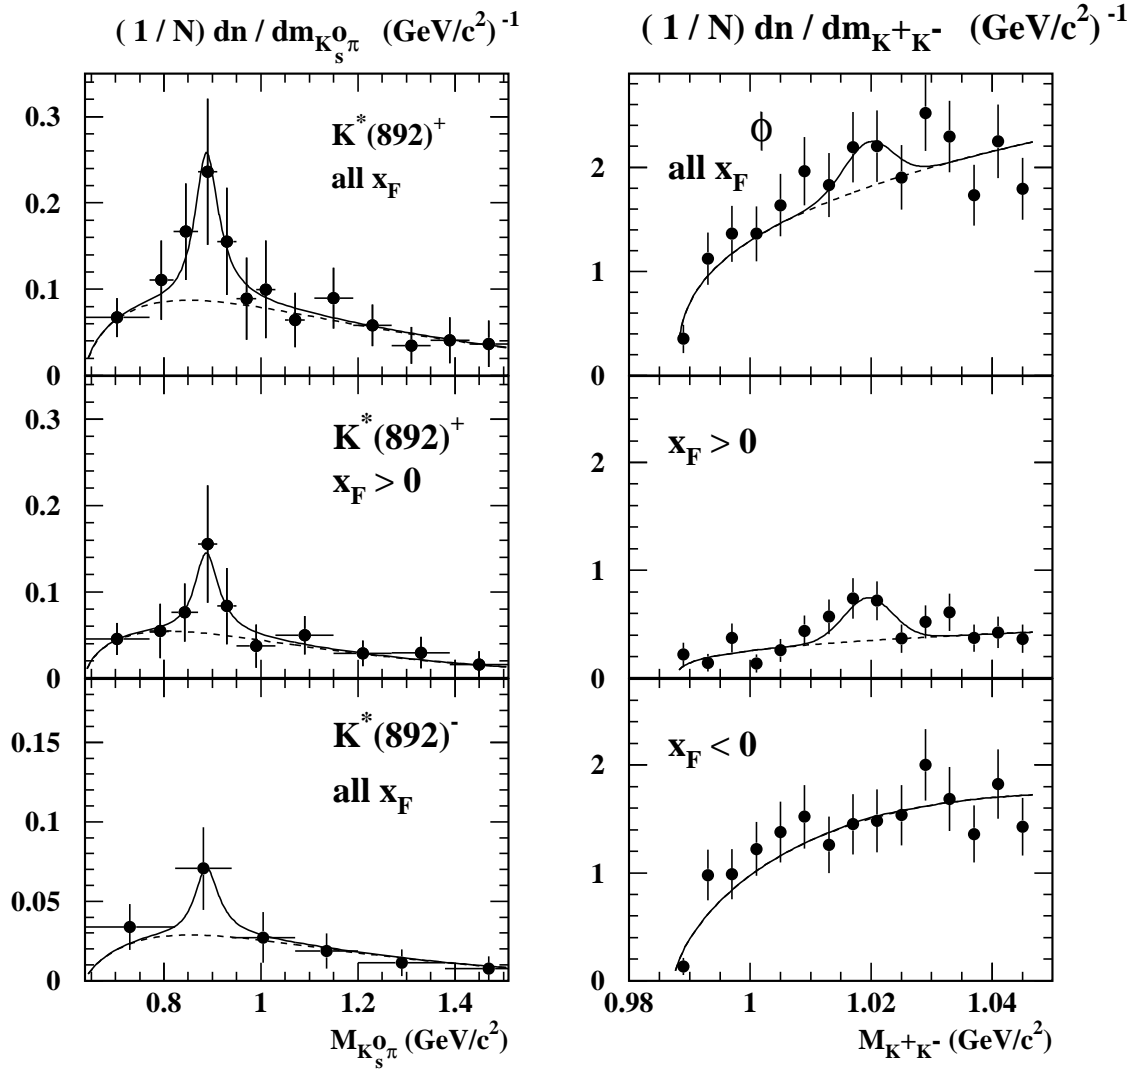 ( 1 / N) dn / dm_{K^o_s π} (GeV/c²)⁻¹
0.3
0.2
0.1
0
K*(892)⁺
all x_F
0.3
0.2
0.1
0
K*(892)⁺
x_F > 0
0.15
0.1
0.05
0
K*(892)⁻
all x_F
0.8 1 1.2 1.4
M_{K^o_s π} (GeV/c²)
( 1 / N) dn / dm_{K⁺K⁻} (GeV/c²)⁻¹
2
1
0
ϕ
all x_F
2
1
0
x_F > 0
2
1
0
x_F < 0
0.98 1 1.02 1.04
M_{K⁺K⁻} (GeV/c²)